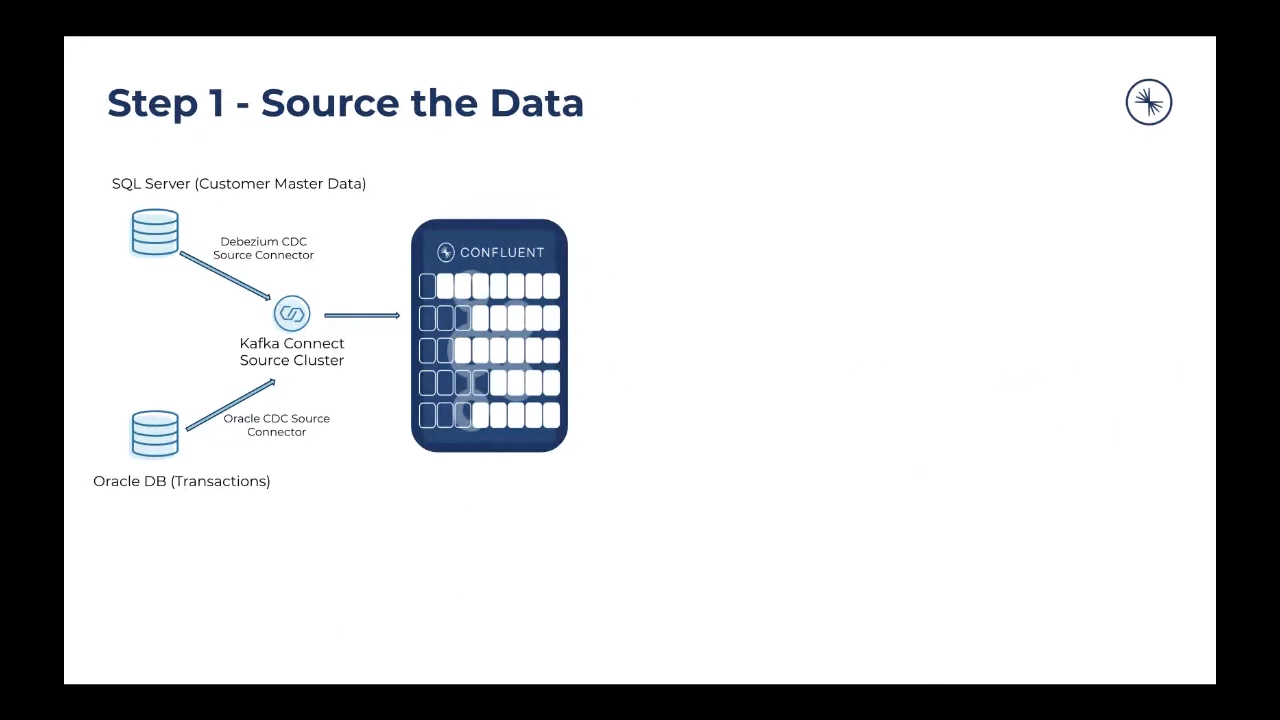 Step 1 - Source the Data
SQL Server (Customer Master Data)
Debezium CDC
Source Connector
CONFLUENT
Kafka Connect
Source Cluster
Oracle CDC Source
Connector
Oracle DB (Transactions)